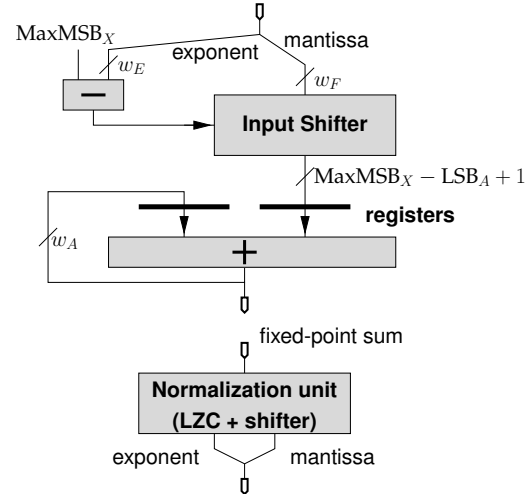 MaxMSB_X
exponent
mantissa
w_E
w_F
−
Input Shifter
MaxMSB_X − LSB_A + 1
registers
w_A
+
fixed-point sum
Normalization unit
(LZC + shifter)
exponent
mantissa